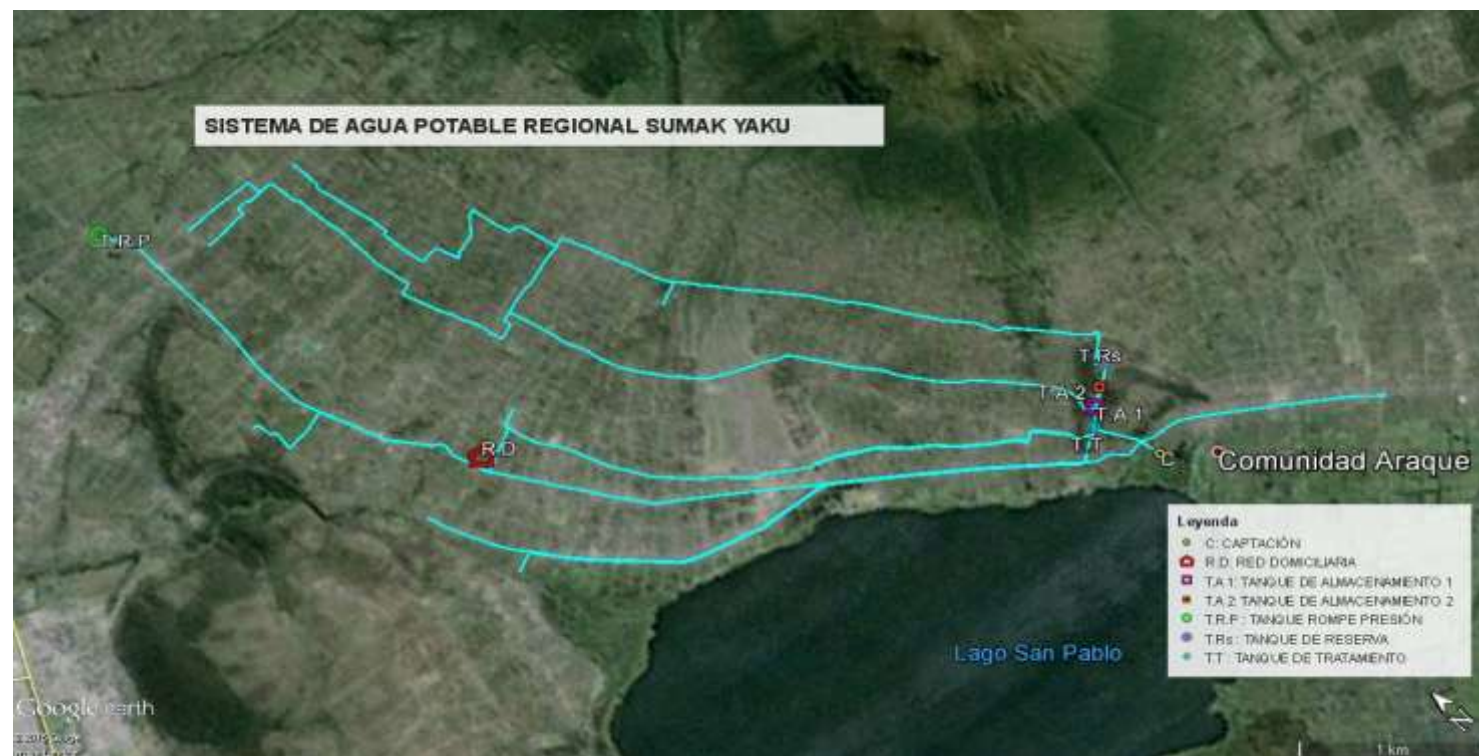 SISTEMA DE AGUA POTABLE REGIONAL SUMAK YAKU
T.R.P
T.Rs
T.A 2
T.A 1
R.D
T.T
C
Comunidad Araque
Leyenda
C: CAPTACIÓN
R.D: RED DOMICILIARIA
T.A 1: TANQUE DE ALMACENAMIENTO 1
T.A 2: TANQUE DE ALMACENAMIENTO 2
T.R.P : TANQUE ROMPE PRESIÓN
T.Rs : TANQUE DE RESERVA
T.T : TANQUE DE TRATAMIENTO
Lago San Pablo
Google earth
N
1 km